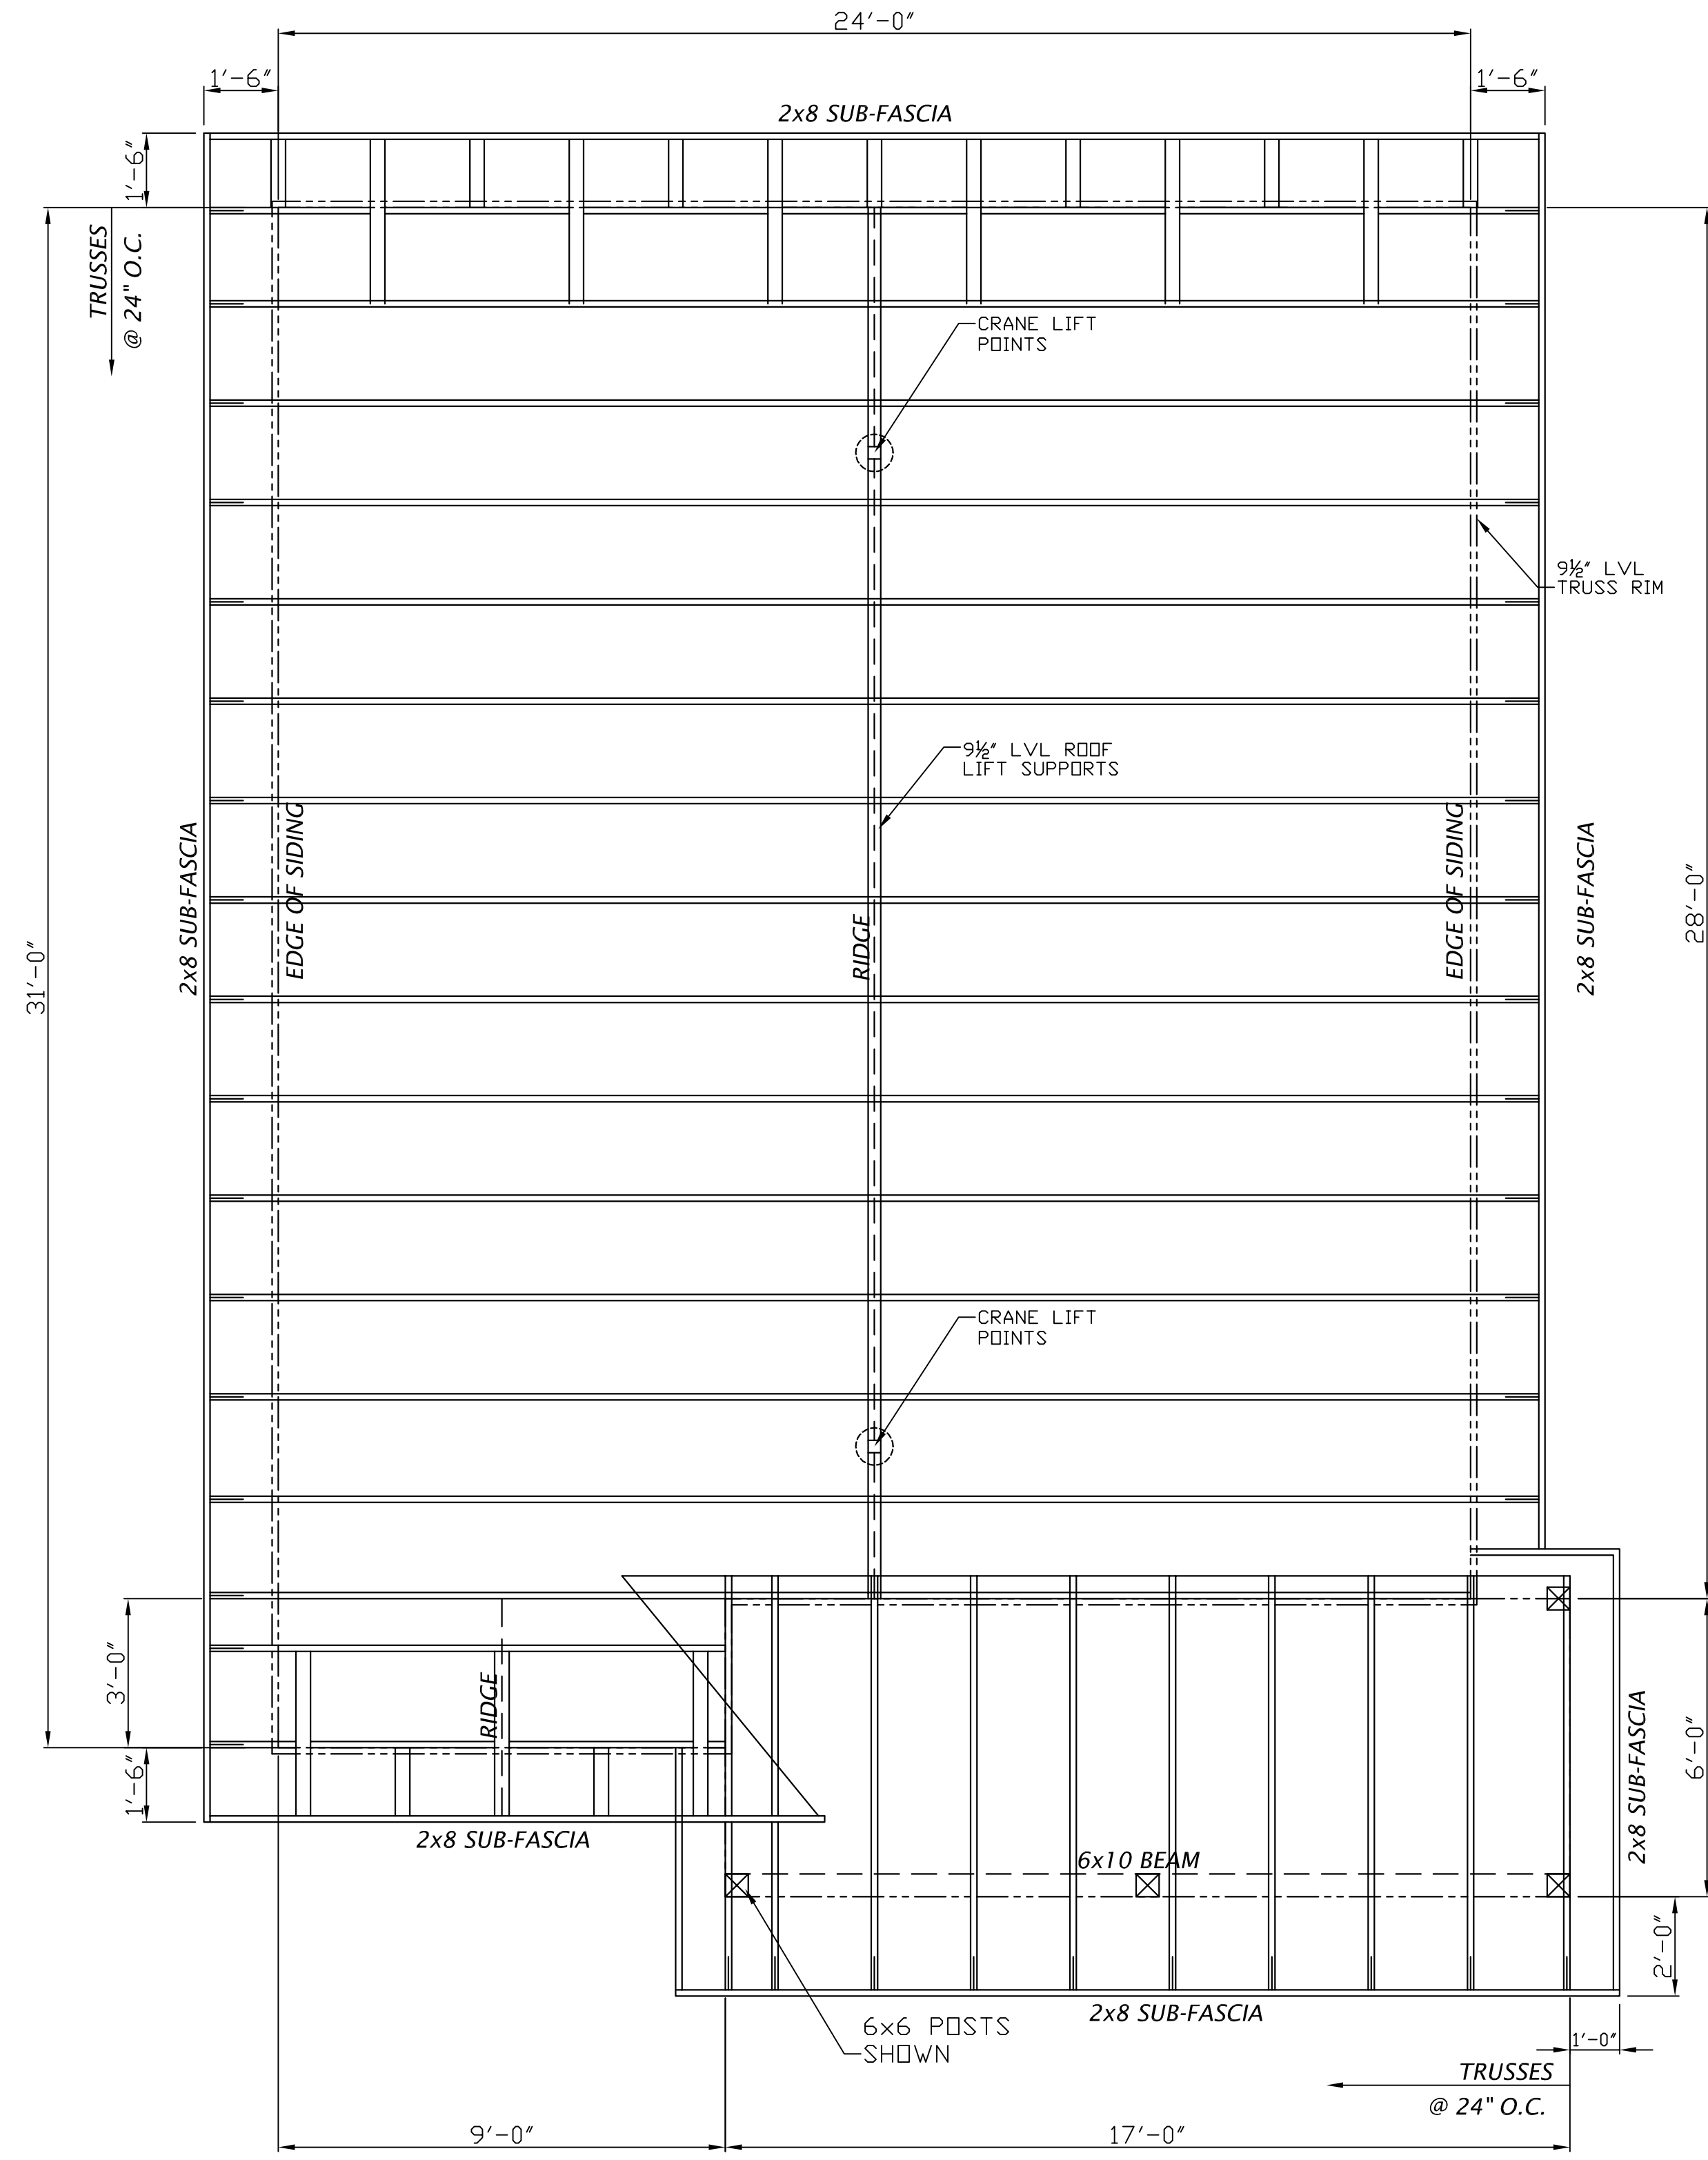 24'-0"
1'-6"
1'-6"
2x8 SUB-FASCIA
1'-6"
TRUSSES
@ 24" O.C.
CRANE LIFT
POINTS
9½" LVL
TRUSS RIM
9½" LVL ROOF
LIFT SUPPORTS
2x8 SUB-FASCIA
EDGE OF SIDING
RIDGE
EDGE OF SIDING
2x8 SUB-FASCIA
28'-0"
31'-0"
CRANE LIFT
POINTS
3'-0"
RIDGE
1'-6"
2x8 SUB-FASCIA
6x10 BEAM
2x8 SUB-FASCIA
6'-0"
2'-0"
2x8 SUB-FASCIA
6x6 POSTS
SHOWN
1'-0"
TRUSSES
@ 24" O.C.
9'-0"
17'-0"